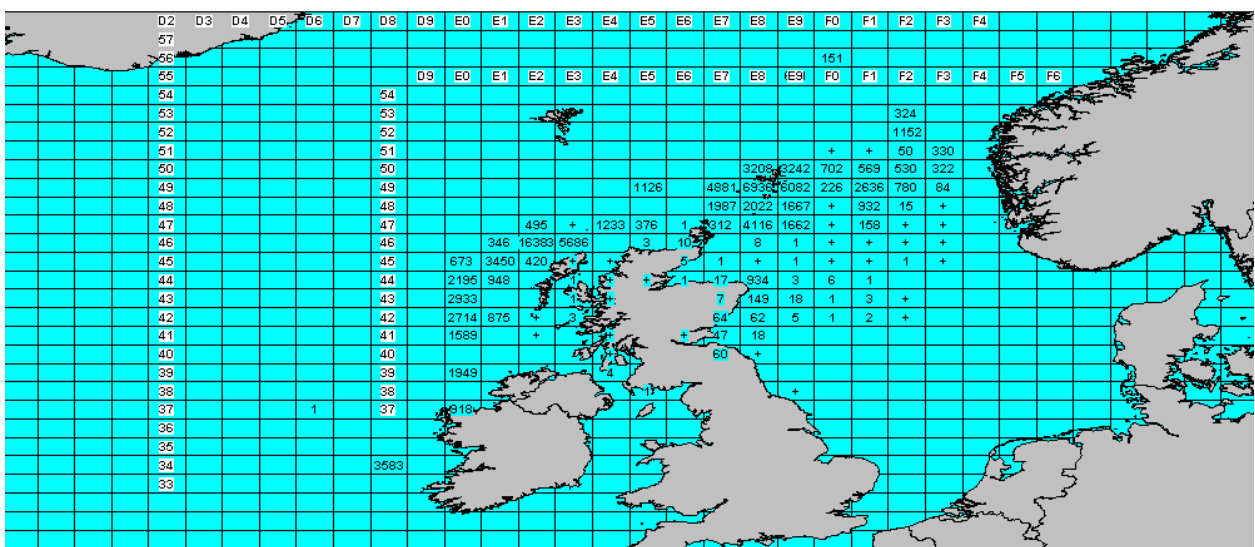 D2 D3 D4 D5 D6 D7 D8 D9 E0 E1 E2 E3 E4 E5 E6 E7 E8 E9 F0 F1 F2 F3 F4
57
56 151
55 D9 E0 E1 E2 E3 E4 E5 E6 E7 E8 (E9) F0 F1 F2 F3 F4 F5 F6
54 54
53 53 324
52 52 1152
51 51 + + 50 330
50 50 3208 3242 702 569 530 322
49 49 1126 4881 6936 6082 226 2636 780 84
48 48 1987 2022 1667 + 932 15 +
47 47 495 + 1233 376 1 312 4116 1662 + 158 + +
46 46 346 16383 5686 3 10 8 1 + + + +
45 45 673 3450 420 + + 5 1 + 1 + + 1 +
44 44 2195 948 1 + + 1 17 934 3 6 1
43 43 2933 1 + 7 149 18 1 3 +
42 42 2714 875 + 3 64 62 5 1 2 +
41 41 1589 + + + 47 18
40 40 + 60 +
39 39 1949 4
38 38 1 +
37 1 37 918
36
35
34 3583
33